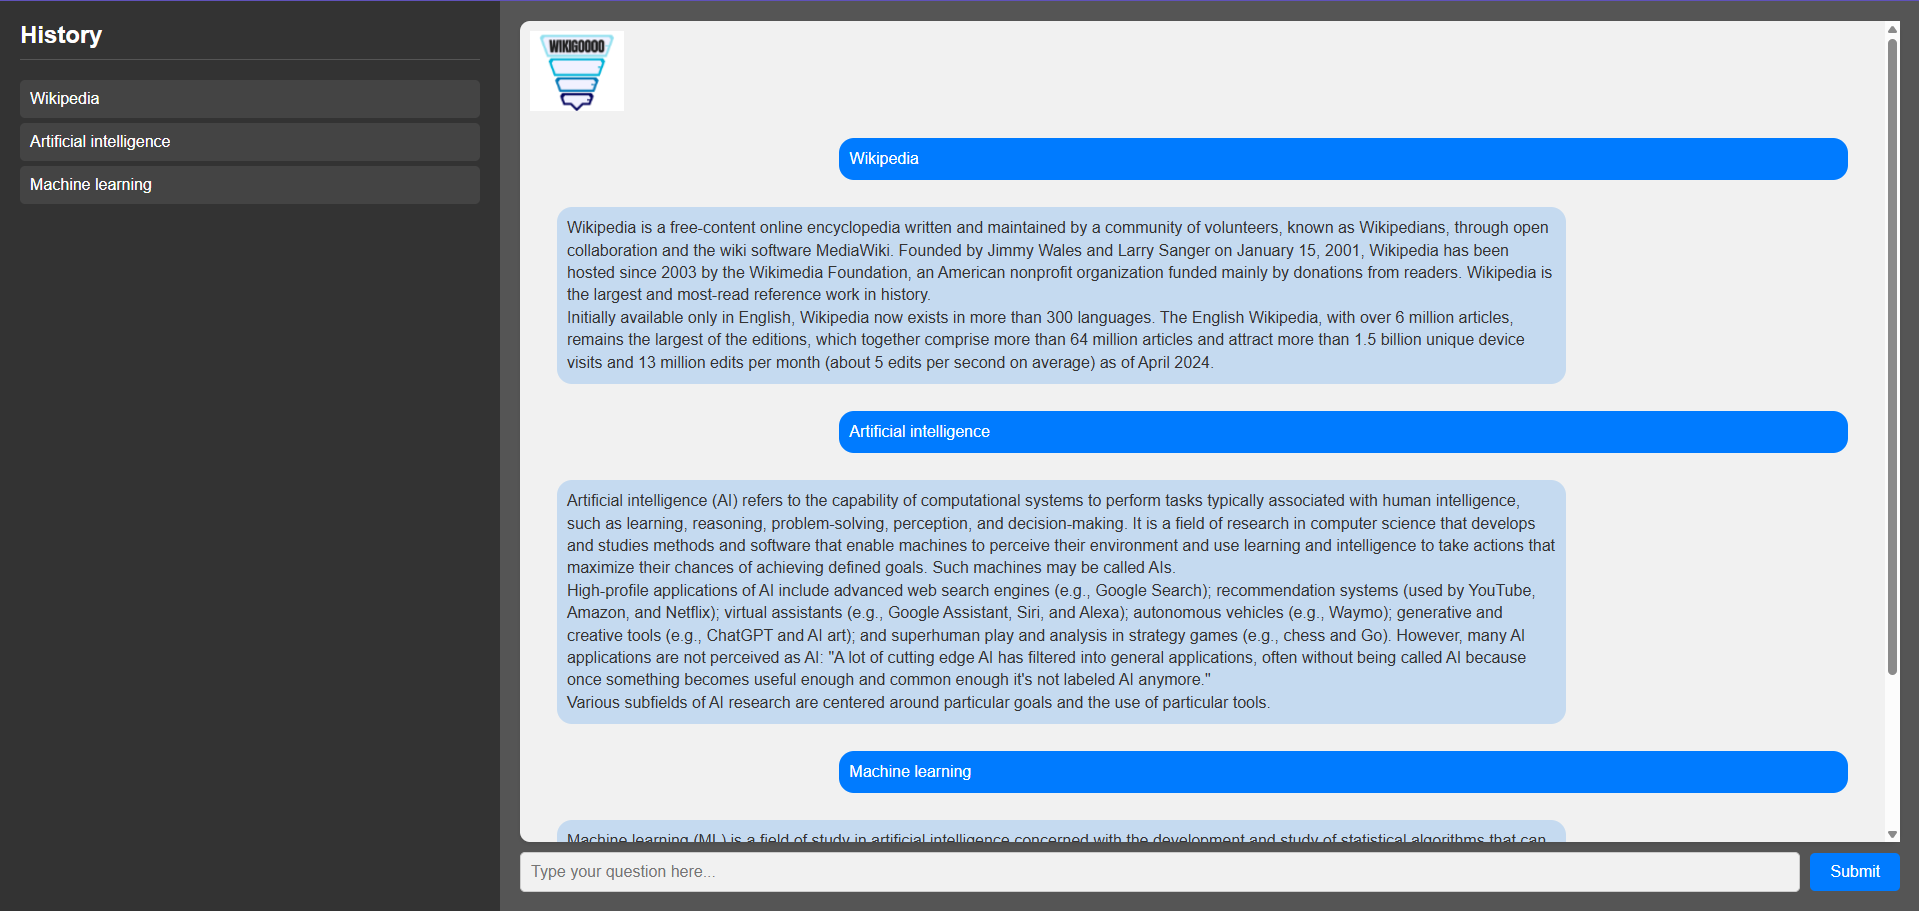 History
Wikipedia
Artificial intelligence
Machine learning
WIKIGOOOO
Wikipedia
Wikipedia is a free-content online encyclopedia written and maintained by a community of volunteers, known as Wikipedians, through open
collaboration and the wiki software MediaWiki. Founded by Jimmy Wales and Larry Sanger on January 15, 2001, Wikipedia has been
hosted since 2003 by the Wikimedia Foundation, an American nonprofit organization funded mainly by donations from readers. Wikipedia is
the largest and most-read reference work in history.
Initially available only in English, Wikipedia now exists in more than 300 languages. The English Wikipedia, with over 6 million articles,
remains the largest of the editions, which together comprise more than 64 million articles and attract more than 1.5 billion unique device
visits and 13 million edits per month (about 5 edits per second on average) as of April 2024.
Artificial intelligence
Artificial intelligence (AI) refers to the capability of computational systems to perform tasks typically associated with human intelligence,
such as learning, reasoning, problem-solving, perception, and decision-making. It is a field of research in computer science that develops
and studies methods and software that enable machines to perceive their environment and use learning and intelligence to take actions that
maximize their chances of achieving defined goals. Such machines may be called AIs.
High-profile applications of AI include advanced web search engines (e.g., Google Search); recommendation systems (used by YouTube,
Amazon, and Netflix); virtual assistants (e.g., Google Assistant, Siri, and Alexa); autonomous vehicles (e.g., Waymo); generative and
creative tools (e.g., ChatGPT and AI art); and superhuman play and analysis in strategy games (e.g., chess and Go). However, many AI
applications are not perceived as AI: "A lot of cutting edge AI has filtered into general applications, often without being called AI because
once something becomes useful enough and common enough it's not labeled AI anymore."
Various subfields of AI research are centered around particular goals and the use of particular tools.
Machine learning
Machine learning (ML) is a field of study in artificial intelligence concerned with the development and study of statistical algorithms that can
Type your question here...
Submit